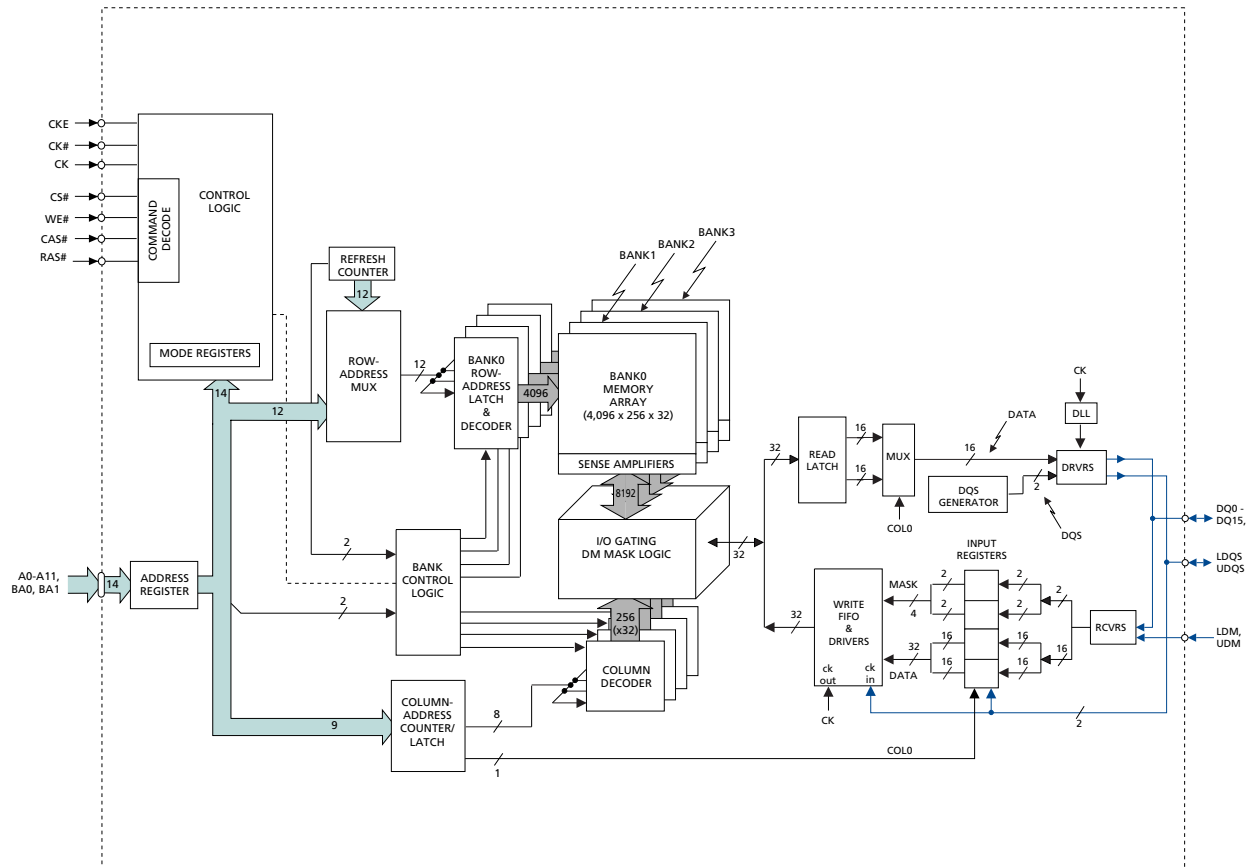 CKE
CK#
CK
CS#
WE#
CAS#
RAS#
COMMAND
DECODE
CONTROL
LOGIC
MODE REGISTERS
REFRESH
COUNTER
12
ROW-
ADDRESS
MUX
12
14
12
BANK0
ROW-
ADDRESS
LATCH
&
DECODER
4096
BANK1
BANK2
BANK3
BANK0
MEMORY
ARRAY
(4,096 x 256 x 32)
SENSE AMPLIFIERS
8192
I/O GATING
DM MASK LOGIC
32
2
2
BANK
CONTROL
LOGIC
256
(x32)
COLUMN
DECODER
A0-A11,
BA0, BA1
14
ADDRESS
REGISTER
9
COLUMN-
ADDRESS
COUNTER/
LATCH
8
1
COL0
32
READ
LATCH
16
16
MUX
COL0
16
DATA
DQS
GENERATOR
2
DQS
CK
DLL
DRVRS
DQ0 -
DQ15,
LDQS
UDQS
LDM,
UDM
INPUT
REGISTERS
32
WRITE
FIFO
&
DRIVERS
ck
out
ck
in
CK
MASK
4
32
DATA
2
2
16
16
2
2
16
16
2
16
RCVRS
2